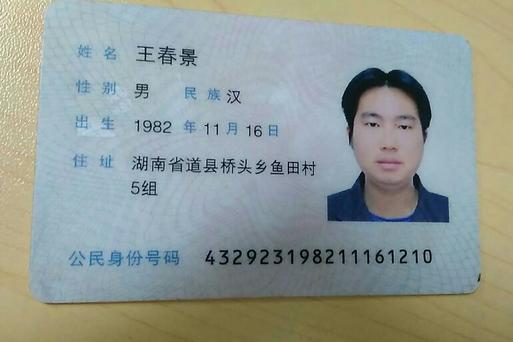 姓名 王春景
性别 男 民族 汉
出生 1982 年 11 月 16 日
住址 湖南省道县桥头乡鱼田村
5组
公民身份号码 432923198211161210